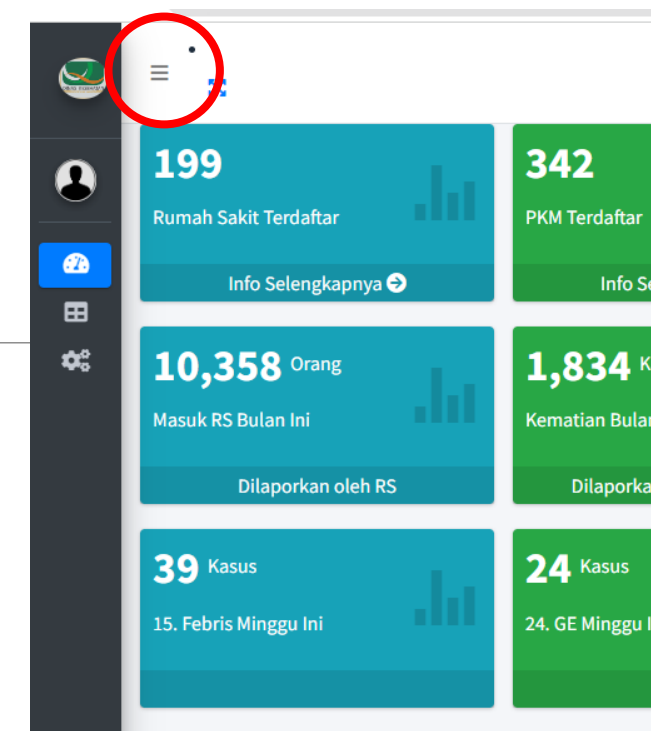 199
Rumah Sakit Terdaftar
Info Selengkapnya
342
PKM Terdaftar
Info Se
10,358 Orang
Masuk RS Bulan Ini
Dilaporkan oleh RS
1,834 K
Kematian Bulan
Dilaporka
39 Kasus
15. Febris Minggu Ini
24 Kasus
24. GE Minggu I